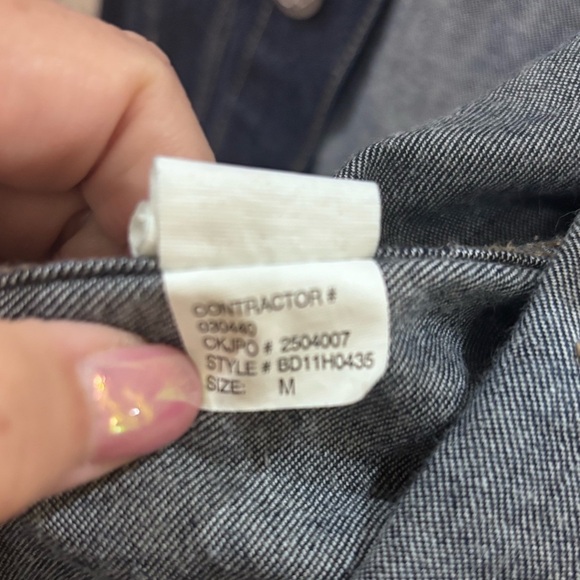 CONTRACTOR #
030440
CKJPO # 2504007
STYLE # BD11H0435
SIZE: M